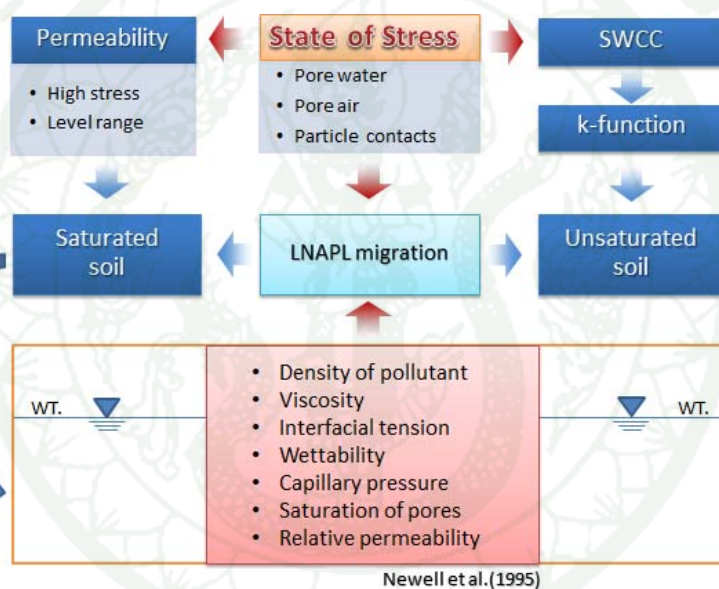 Permeability
• High stress
• Level range
State of Stress
• Pore water
• Pore air
• Particle contacts
SWCC
k-function
Saturated
soil
LNAPL migration
Unsaturated
soil
WT.
• Density of pollutant
• Viscosity
• Interfacial tension
• Wettability
• Capillary pressure
• Saturation of pores
• Relative permeability
WT.
Newell et al.(1995)